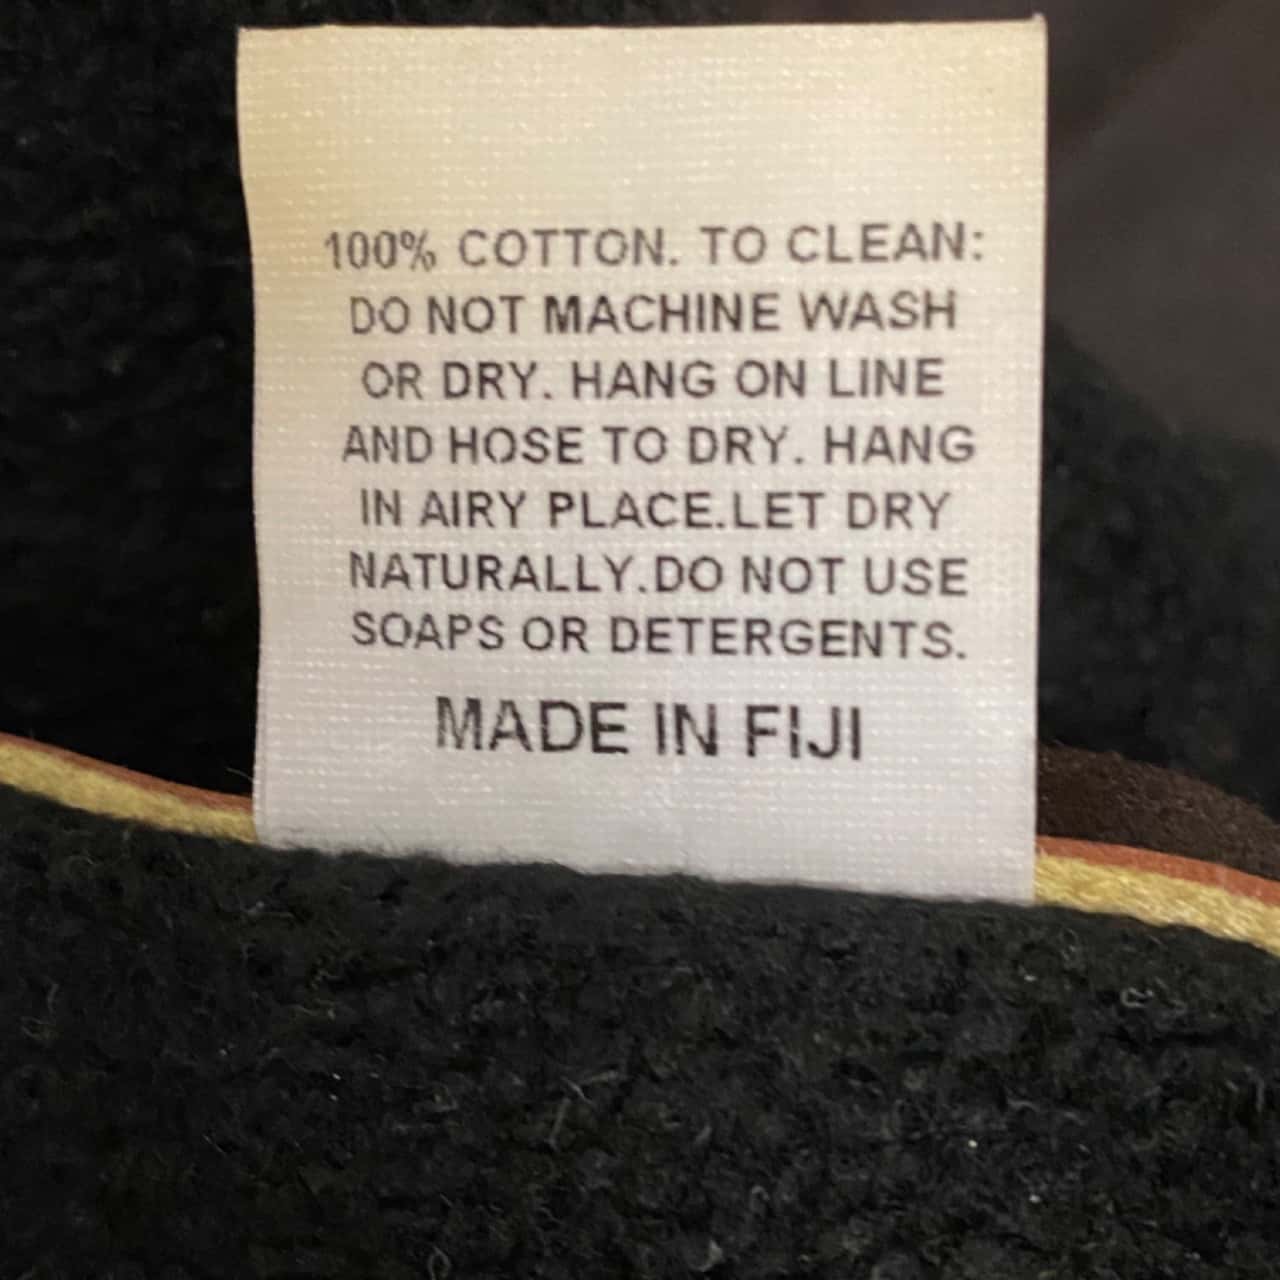 100% COTTON. TO CLEAN:
DO NOT MACHINE WASH
OR DRY. HANG ON LINE
AND HOSE TO DRY. HANG
IN AIRY PLACE.LET DRY
NATURALLY.DO NOT USE
SOAPS OR DETERGENTS.
MADE IN FIJI